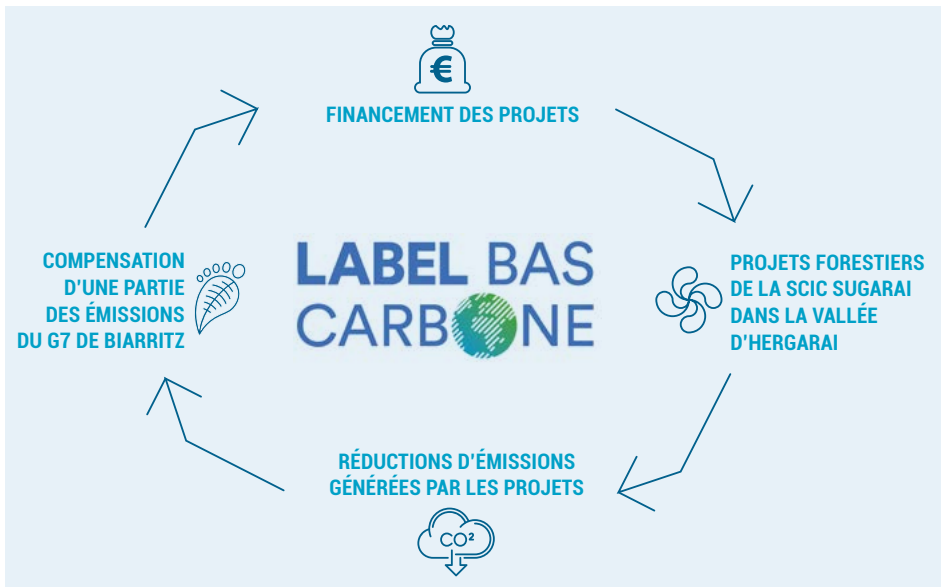 €
FINANCEMENT DES PROJETS
COMPENSATION
D'UNE PARTIE
DES ÉMISSIONS
DU G7 DE BIARRITZ
LABEL BAS
CARBONE
PROJETS FORESTIERS
DE LA SCIC SUGARAI
DANS LA VALLÉE
D'HERGARAI
RÉDUCTIONS D'ÉMISSIONS
GÉNÉRÉES PAR LES PROJETS
CO²